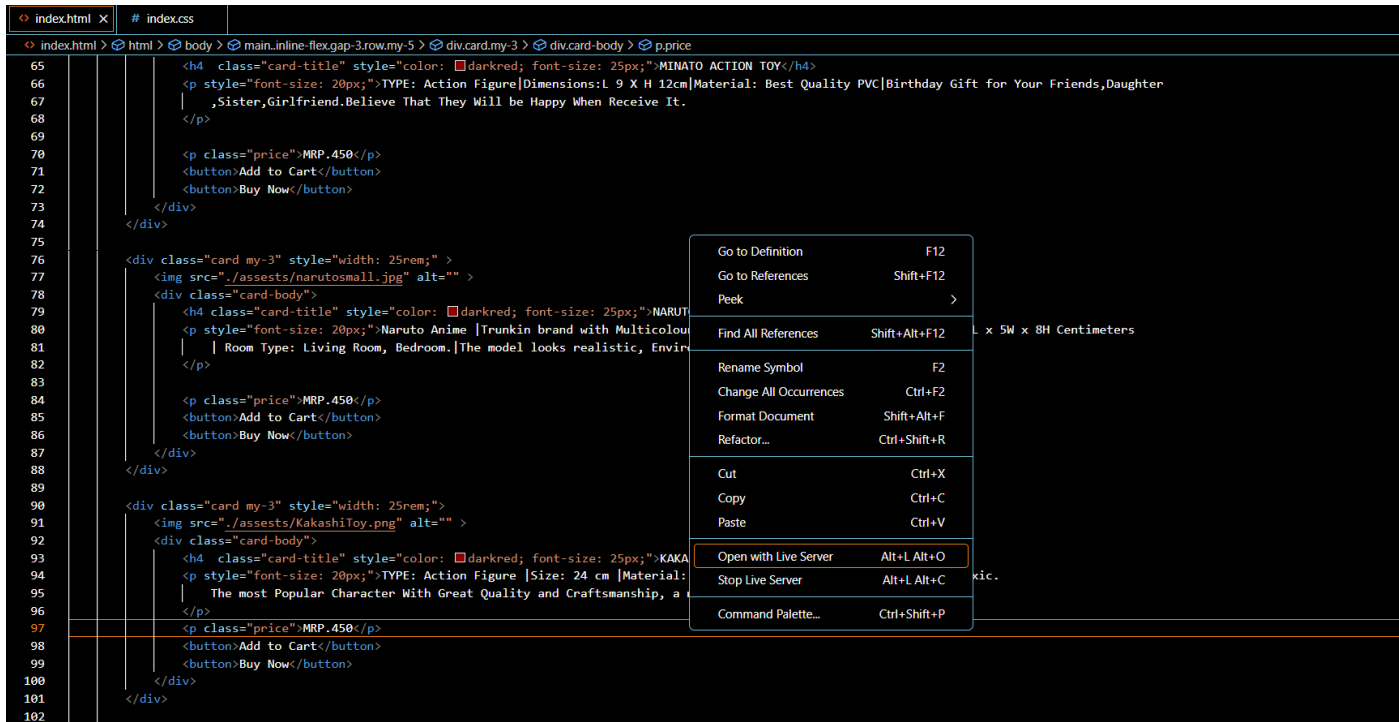 index.html × # index.css
index.html > html > body > main..inline-flex.gap-3.row.my-5 > div.card.my-3 > div.card-body > p.price
65 <h4  class="card-title" style="color: darkred; font-size: 25px;">MINATO ACTION TOY</h4>
66 <p style="font-size: 20px;">TYPE: Action Figure|Dimensions:L 9 X H 12cm|Material: Best Quality PVC|Birthday Gift for Your Friends,Daughter
67 ,Sister,Girlfriend.Believe That They Will be Happy When Receive It.
68 </p>
69
70 <p class="price">MRP.450</p>
71 <button>Add to Cart</button>
72 <button>Buy Now</button>
73 </div>
74 </div>
75
76 <div class="card my-3" style="width: 25rem;" >
77 <img src="./assests/narutosmall.jpg" alt="" >
78 <div class="card-body">
79 <h4 class="card-title" style="color: darkred; font-size: 25px;">NARUT
80 <p style="font-size: 20px;">Naruto Anime |Trunkin brand with Multicolou L x 5W x 8H Centimeters
81 | Room Type: Living Room, Bedroom.|The model looks realistic, Envir
82 </p>
83
84 <p class="price">MRP.450</p>
85 <button>Add to Cart</button>
86 <button>Buy Now</button>
87 </div>
88 </div>
89
90 <div class="card my-3" style="width: 25rem;">
91 <img src="./assests/KakashiToy.png" alt="" >
92 <div class="card-body">
93 <h4  class="card-title" style="color: darkred; font-size: 25px;">KAKA
94 <p style="font-size: 20px;">TYPE: Action Figure |Size: 24 cm |Material: xic.
95 The most Popular Character With Great Quality and Craftsmanship, a
96 </p>
97 <p class="price">MRP.450</p>
98 <button>Add to Cart</button>
99 <button>Buy Now</button>
100 </div>
101 </div>
102
Go to Definition F12
Go to References Shift+F12
Peek >
Find All References Shift+Alt+F12
Rename Symbol F2
Change All Occurrences Ctrl+F2
Format Document Shift+Alt+F
Refactor... Ctrl+Shift+R
Cut Ctrl+X
Copy Ctrl+C
Paste Ctrl+V
Open with Live Server Alt+L Alt+O
Stop Live Server Alt+L Alt+C
Command Palette... Ctrl+Shift+P